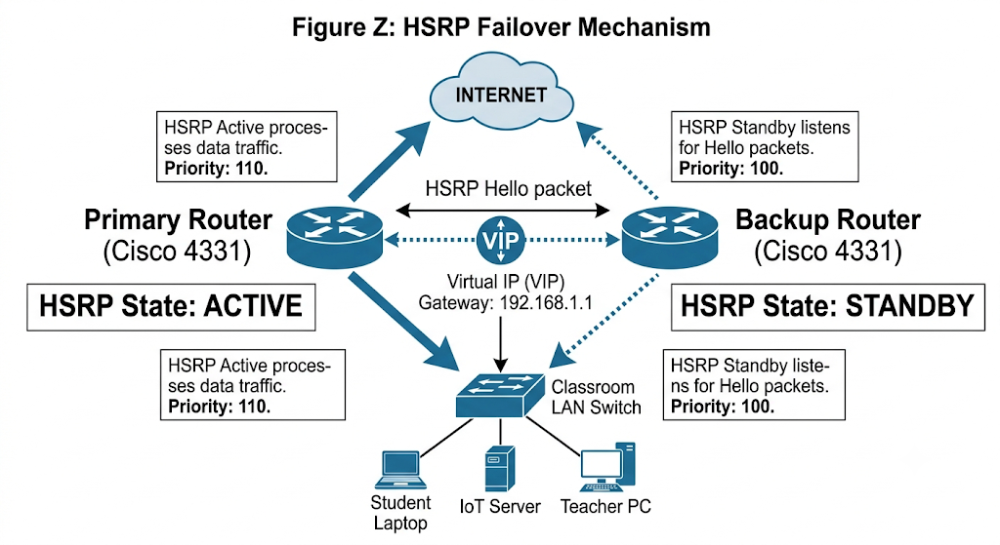 Figure Z: HSRP Failover Mechanism
INTERNET
HSRP Active proces-
ses data traffic.
Priority: 110.
HSRP Standby listens
for Hello packets.
Priority: 100.
HSRP Hello packet
Primary Router
(Cisco 4331)
VIP
Backup Router
(Cisco 4331)
Virtual IP (VIP)
Gateway: 192.168.1.1
HSRP State: ACTIVE
HSRP State: STANDBY
HSRP Active proces-
ses data traffic.
Priority: 110.
HSRP Standby liste-
ns for Hello packets.
Priority: 100.
Classroom
LAN Switch
Student
Laptop
IoT Server
Teacher PC